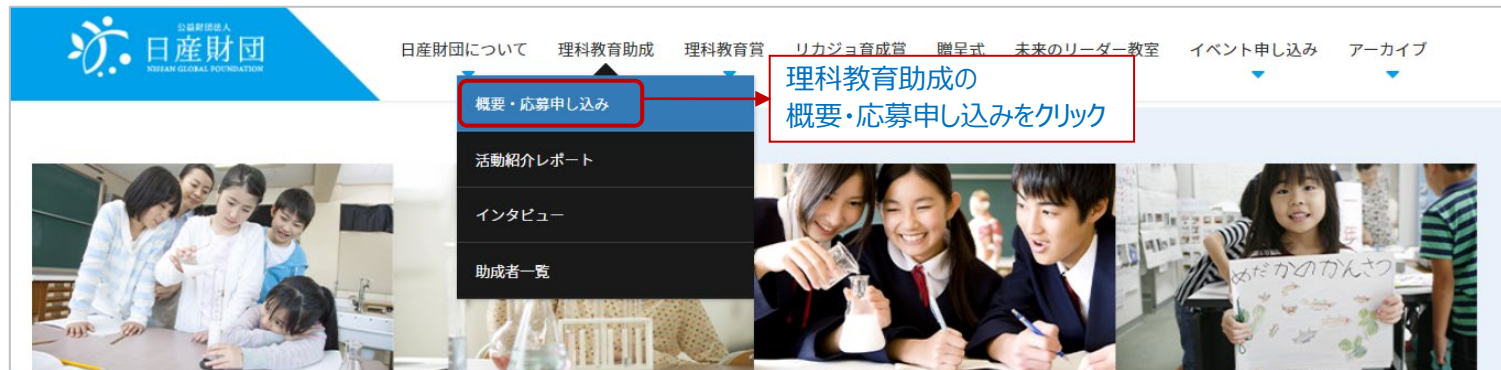 公益財団法人
日産財団
NISSAN GLOBAL FOUNDATION
日産財団について 理科教育助成 理科教育賞 リカジョ育成賞 贈呈式 未来のリーダー教室 イベント申し込み アーカイブ
概要・応募申し込み
理科教育助成の
概要・応募申し込みをクリック
活動紹介レポート
インタビュー
助成者一覧
めだかのかんさつ